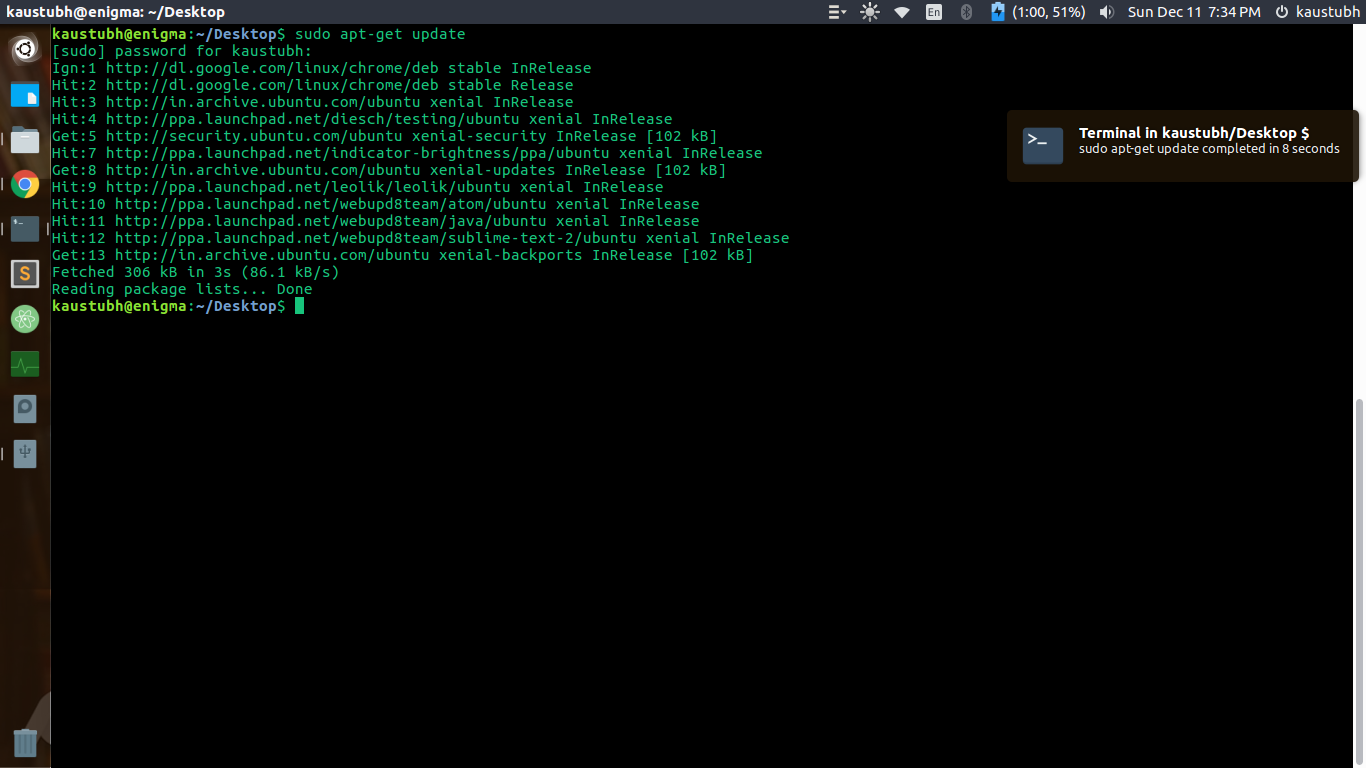 kaustubh@enigma: ~/Desktop
En
(1:00, 51%)
Sun Dec 11 7:34 PM
kaustubh
kaustubh@enigma:~/Desktop$ sudo apt-get update
[sudo] password for kaustubh:
Ign:1 http://dl.google.com/linux/chrome/deb stable InRelease
Hit:2 http://dl.google.com/linux/chrome/deb stable Release
Hit:3 http://in.archive.ubuntu.com/ubuntu xenial InRelease
Hit:4 http://ppa.launchpad.net/diesch/testing/ubuntu xenial InRelease
Get:5 http://security.ubuntu.com/ubuntu xenial-security InRelease [102 kB]
Hit:7 http://ppa.launchpad.net/indicator-brightness/ppa/ubuntu xenial InRelease
Get:8 http://in.archive.ubuntu.com/ubuntu xenial-updates InRelease [102 kB]
Hit:9 http://ppa.launchpad.net/leolik/leolik/ubuntu xenial InRelease
Hit:10 http://ppa.launchpad.net/webupd8team/atom/ubuntu xenial InRelease
Hit:11 http://ppa.launchpad.net/webupd8team/java/ubuntu xenial InRelease
Hit:12 http://ppa.launchpad.net/webupd8team/sublime-text-2/ubuntu xenial InRelease
Get:13 http://in.archive.ubuntu.com/ubuntu xenial-backports InRelease [102 kB]
Fetched 306 kB in 3s (86.1 kB/s)
Reading package lists... Done
kaustubh@enigma:~/Desktop$
>_
Terminal in kaustubh/Desktop $
sudo apt-get update completed in 8 seconds
S